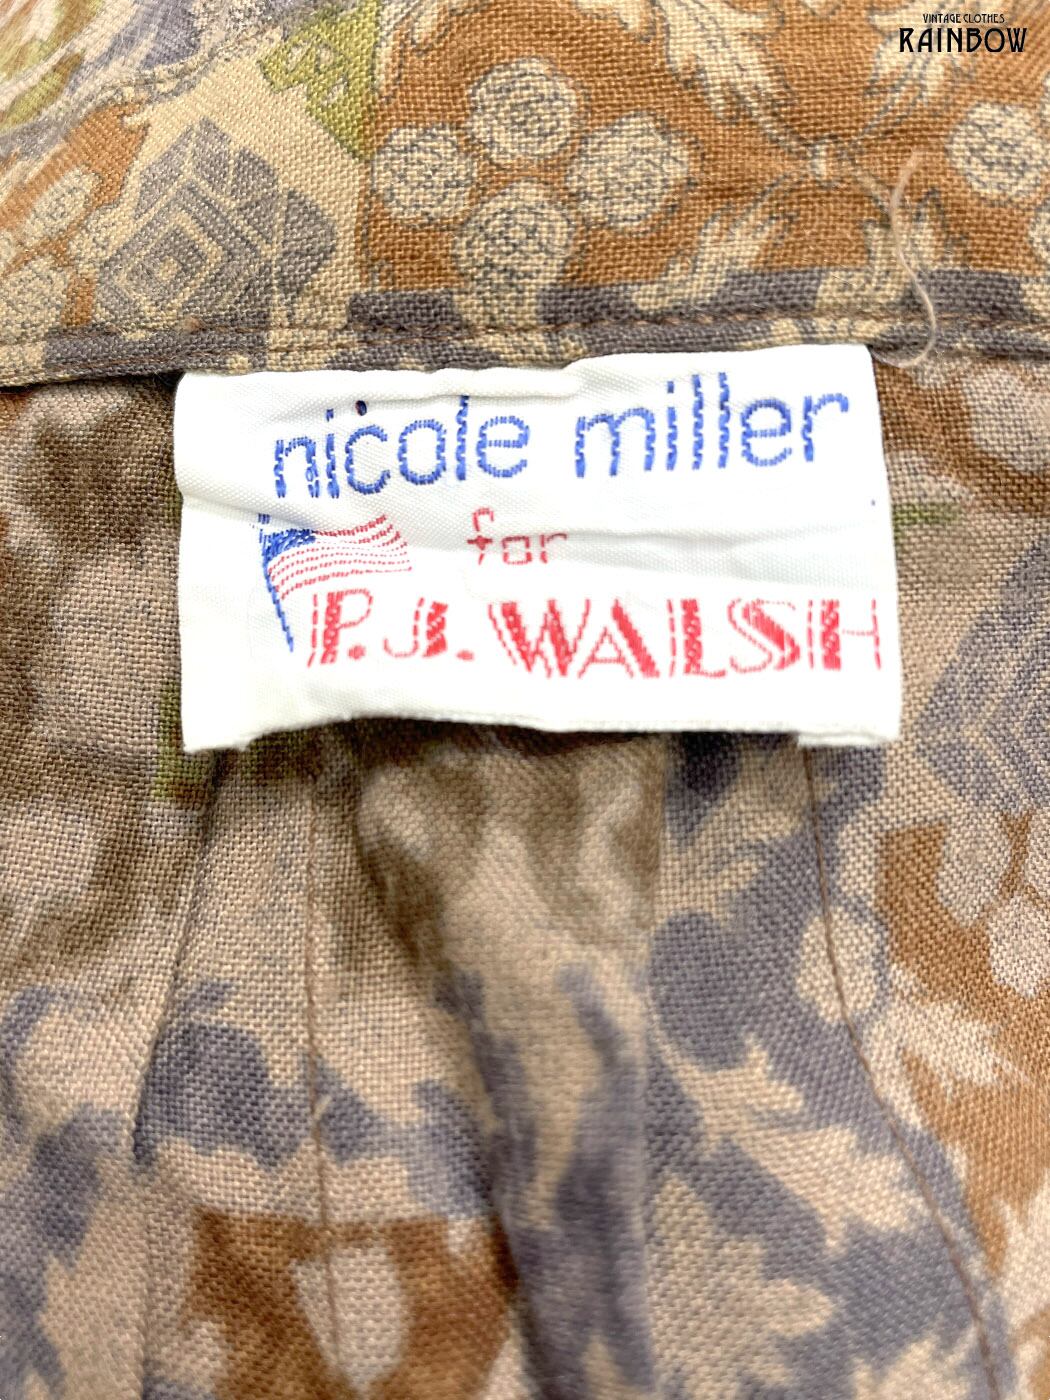 VINTAGE CLOTHES
RAINBOW
nicole miller
for
P.J. WALSH